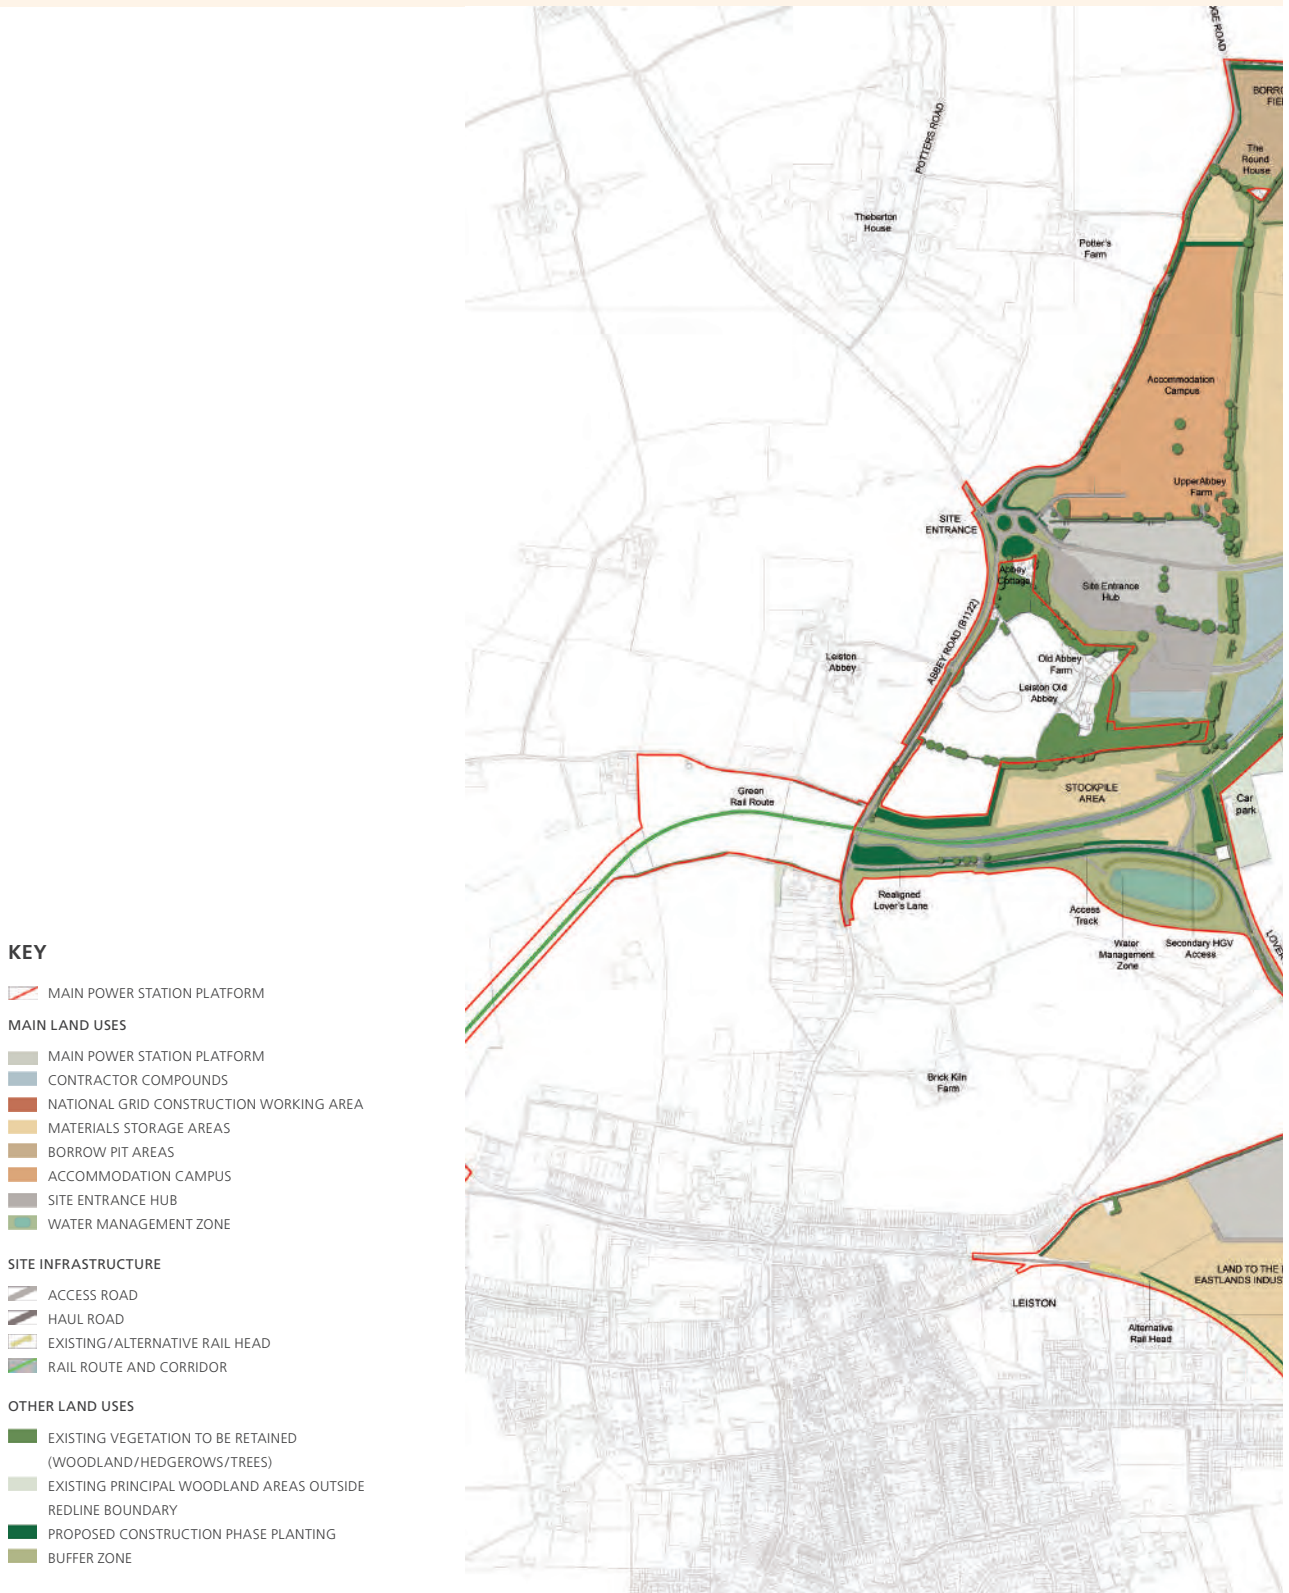 KEY
MAIN POWER STATION PLATFORM
MAIN LAND USES
MAIN POWER STATION PLATFORM
CONTRACTOR COMPOUNDS
NATIONAL GRID CONSTRUCTION WORKING AREA
MATERIALS STORAGE AREAS
BORROW PIT AREAS
ACCOMMODATION CAMPUS
SITE ENTRANCE HUB
WATER MANAGEMENT ZONE
SITE INFRASTRUCTURE
ACCESS ROAD
HAUL ROAD
EXISTING/ALTERNATIVE RAIL HEAD
RAIL ROUTE AND CORRIDOR
OTHER LAND USES
EXISTING VEGETATION TO BE RETAINED
(WOODLAND/HEDGEROWS/TREES)
EXISTING PRINCIPAL WOODLAND AREAS OUTSIDE
REDLINE BOUNDARY
PROPOSED CONSTRUCTION PHASE PLANTING
BUFFER ZONE
ROAD
The
Round
House
POTTERS ROAD
Theberton
House
Potter's
Farm
Accommodation
Campus
Upper Abbey
Farm
SITE
ENTRANCE
Abbey
Cottage
Site Entrance
Hub
ABBEY ROAD (B1122)
Leiston
Abbey
Old Abbey
Farm
Leiston Old
Abbey
Green
Rail Route
STOCKPILE
AREA
Car
park
Realigned
Lover's Lane
Access
Track
Water
Management
Zone
Secondary HGV
Access
Brick Kiln
Farm
LAND TO THE
EASTLANDS
LEISTON
Alternative
Rail Head